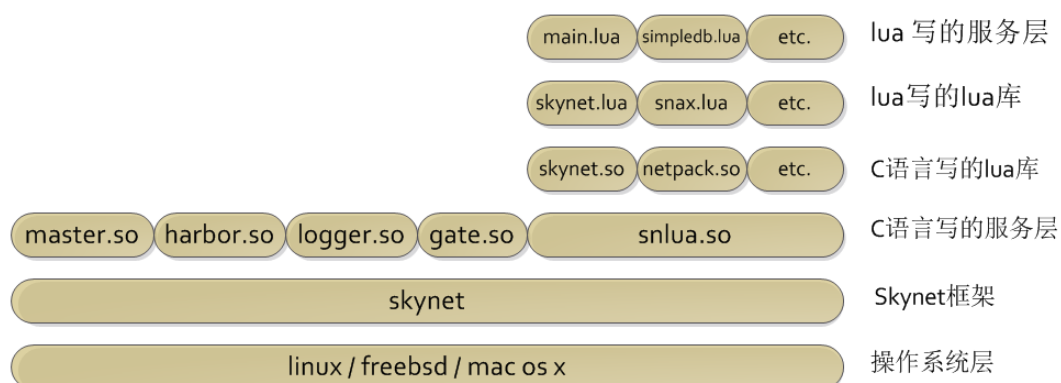 main.lua simpledb.lua etc. lua 写的服务层
skynet.lua snax.lua etc. lua写的lua库
skynet.so netpack.so etc. C语言写的lua库
master.so harbor.so logger.so gate.so snlua.so C语言写的服务层
skynet Skynet框架
linux / freebsd / mac os x 操作系统层